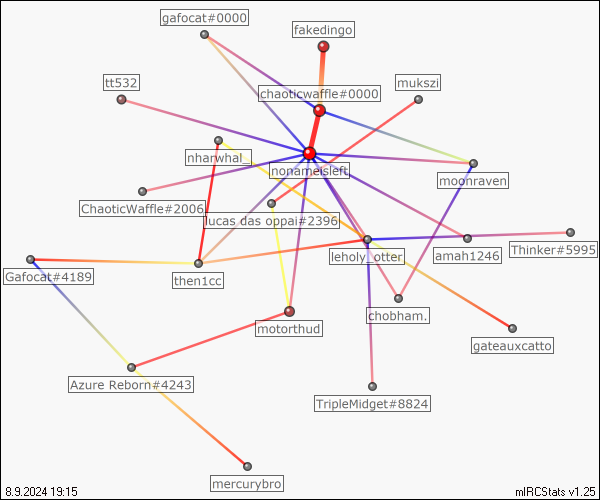 gafocat#0000
fakedingo
tt532
chaoticwaffle#0000
mukszi
nharwhal_
nonameisleft
moonraven
ChaoticWaffle#2006
lucas das oppai#2396
leholy_otter
amah1246
Thinker#5995
Gafocat#4189
then1cc
chobham.
motorthud
gateauxcatto
Azure Reborn#4243
TripleMidget#8824
mercurybro
8.9.2024 19:15
mIRCStats v1.25